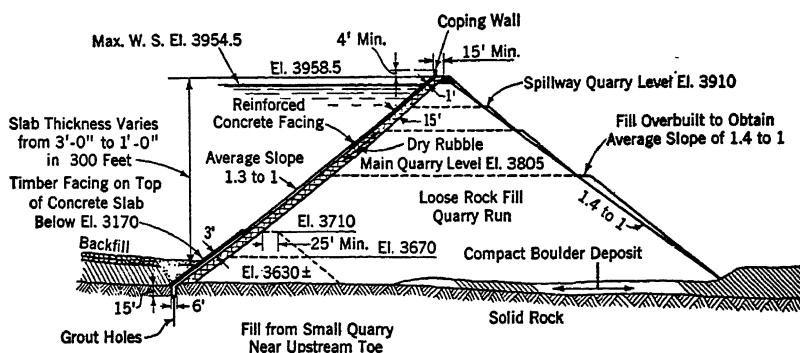 Coping Wall
Max. W. S. El. 3954.5
4' Min.
15' Min.
El. 3958.5
Spillway Quarry Level El. 3910
1'
Reinforced
Concrete Facing
15'
Slab Thickness Varies
from 3'-0" to 1'-0"
in 300 Feet
Fill Overbuilt to Obtain
Average Slope of 1.4 to 1
Dry Rubble
Average Slope
1.3 to 1
Main Quarry Level El. 3805
Timber Facing on Top
of Concrete Slab
Below El. 3170
Loose Rock Fill
Quarry Run
1.4 to 1
3'
El. 3710
25' Min.
El. 3670
Backfill
El. 3630±
Compact Boulder Deposit
15'
6'
Solid Rock
Grout Holes
Fill from Small Quarry
Near Upstream Toe